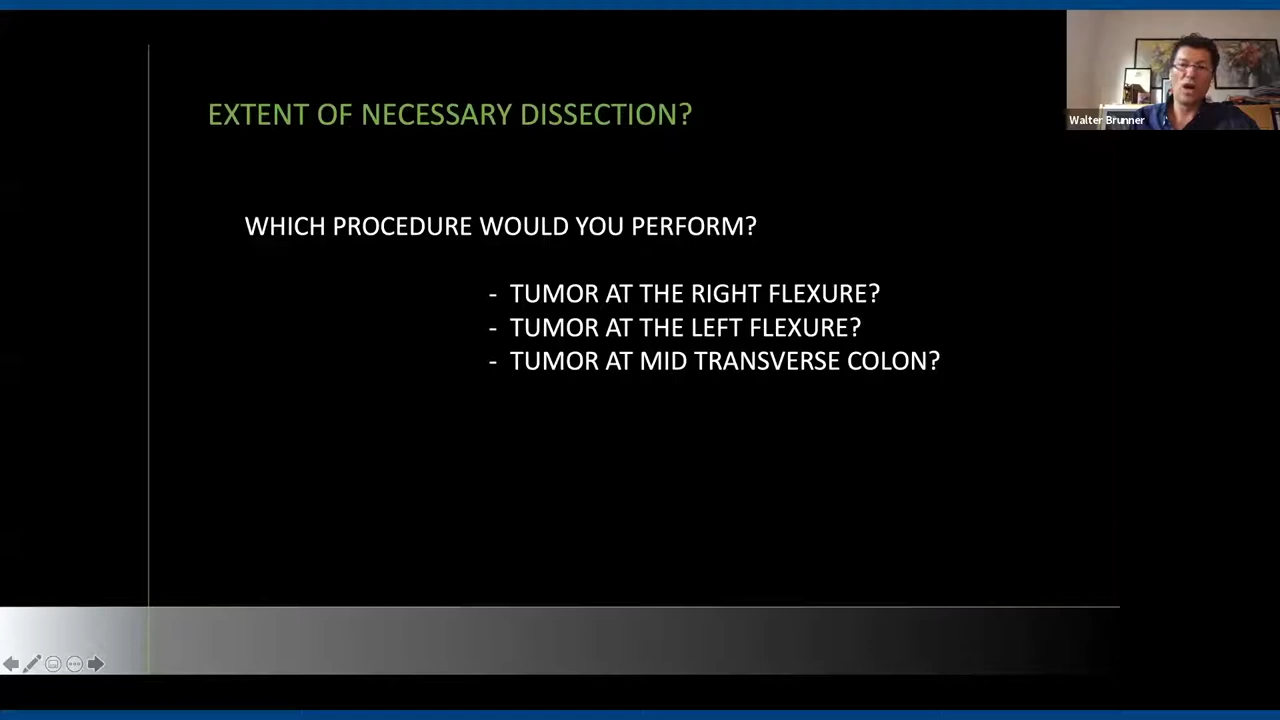 Walter Brunner
EXTENT OF NECESSARY DISSECTION?
WHICH PROCEDURE WOULD YOU PERFORM?
- TUMOR AT THE RIGHT FLEXURE?
- TUMOR AT THE LEFT FLEXURE?
- TUMOR AT MID TRANSVERSE COLON?